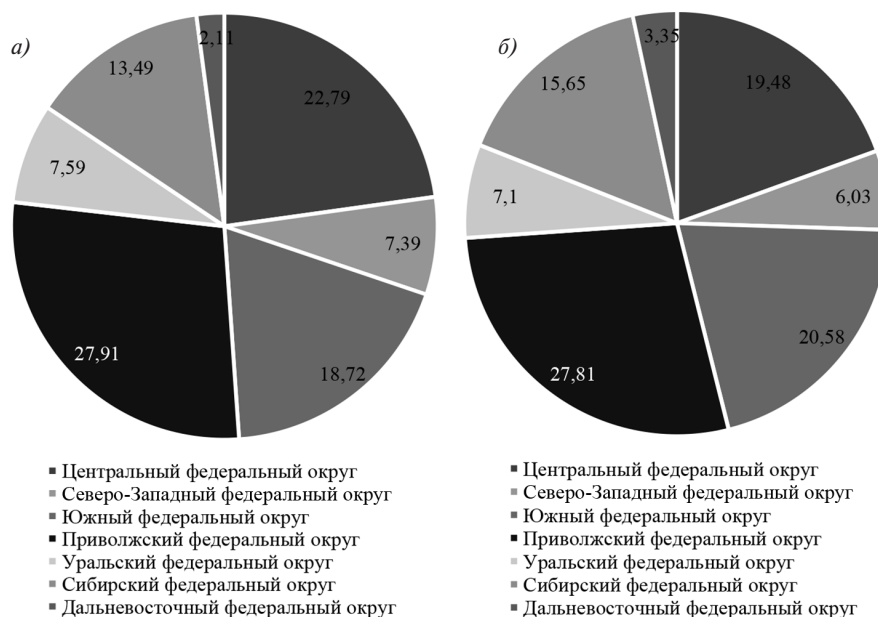 а)
2,11
13,49
22,79
7,59
7,39
27,91
18,72
Центральный федеральный округ
Северо-Западный федеральный округ
Южный федеральный округ
Приволжский федеральный округ
Уральский федеральный округ
Сибирский федеральный округ
Дальневосточный федеральный округ
б)
3,35
15,65
19,48
7,1
6,03
27,81
20,58
Центральный федеральный округ
Северо-Западный федеральный округ
Южный федеральный округ
Приволжский федеральный округ
Уральский федеральный округ
Сибирский федеральный округ
Дальневосточный федеральный округ